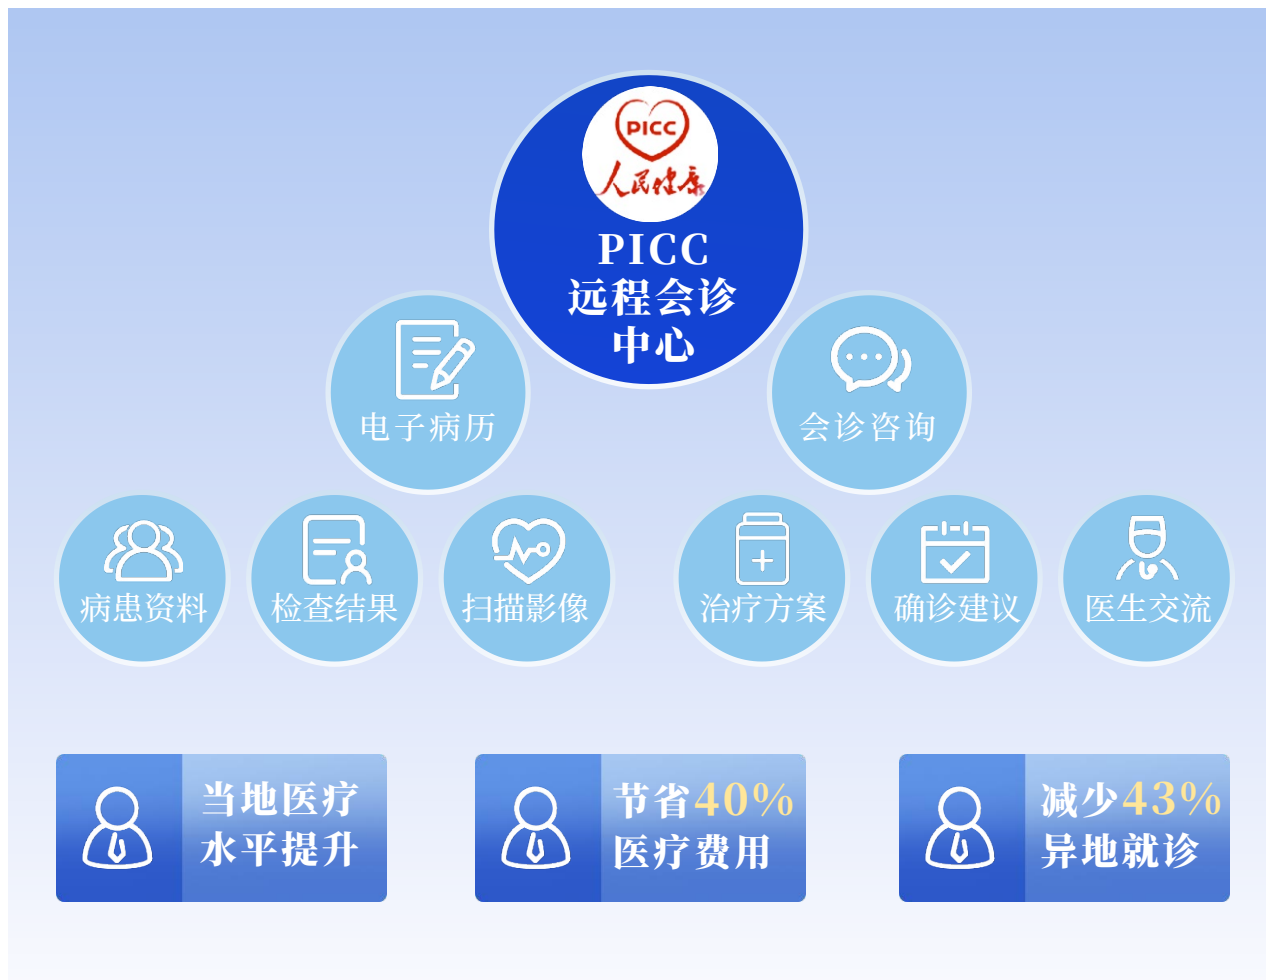 PICC
人民健康
PICC
远程会诊
中心
电子病历
会诊咨询
病患资料
检查结果
扫描影像
治疗方案
确诊建议
医生交流
当地医疗
水平提升
节省40%
医疗费用
减少43%
异地就诊